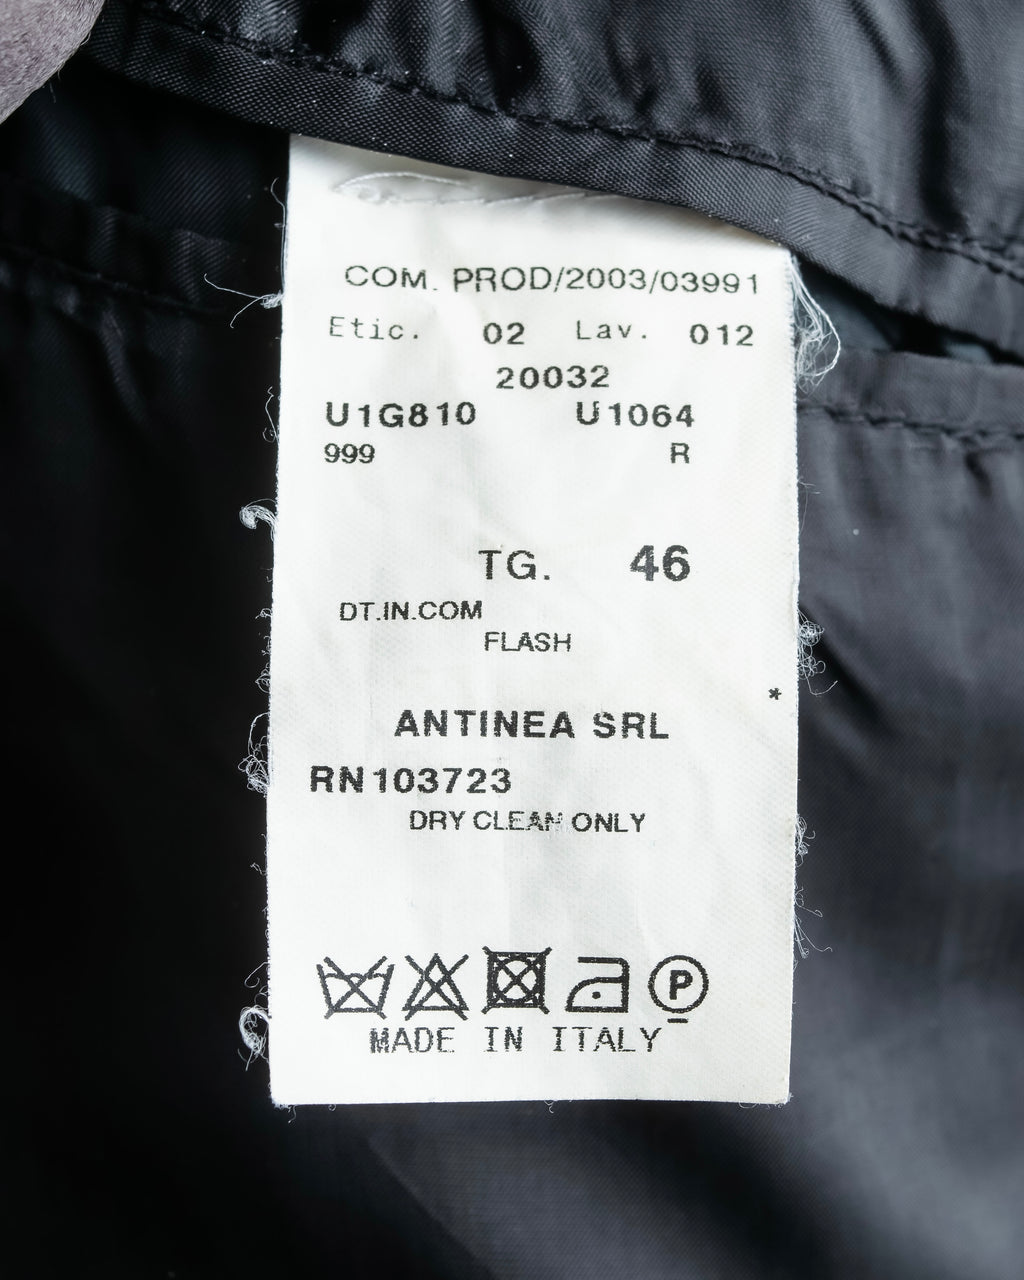 COM. PROD/2003/03991
Etic. 02 Lav. 012
20032
U1G810 U1064
999 R
TG. 46
DT.IN.COM
FLASH
*
ANTINEA SRL
RN103723
DRY CLEAN ONLY
P
MADE IN ITALY